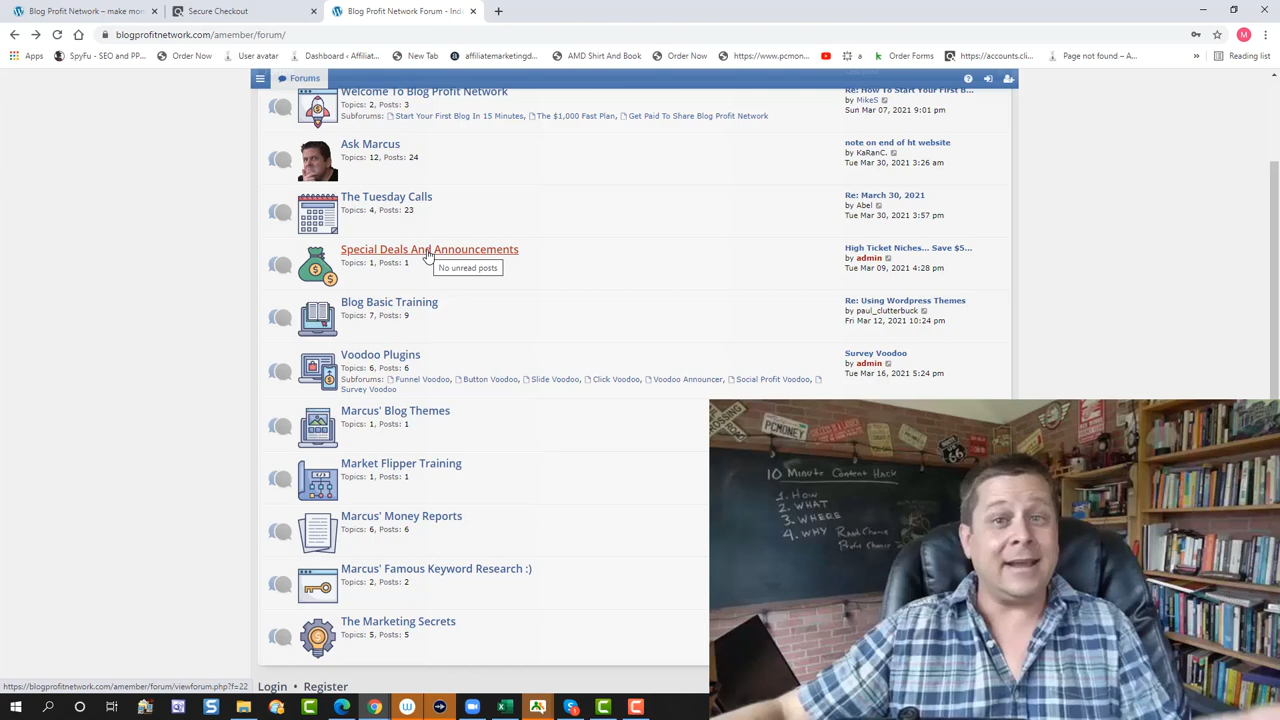 Blog Profit Network – make mon
Secure Checkout
Blog Profit Network Forum - Inde
blogprofitnetwork.com/amember/forum/
M
Apps
SpyFu - SEO and PP...
Order Now
User avatar
Dashboard ‹ Affiliat...
New Tab
affiliatemarketingd...
AMD Shirt And Book
Order Now
https://www.pcmon...
a
Order Forms
https://accounts.cli...
Page not found – A...
»
Reading list
Forums
Welcome To Blog Profit Network
Topics: 2, Posts: 3
Subforums: Start Your First Blog In 15 Minutes, The $1,000 Fast Plan, Get Paid To Share Blog Profit Network
Re: How To Start Your First B...
by MikeS
Sun Mar 07, 2021 9:01 pm
Ask Marcus
Topics: 12, Posts: 24
note on end of ht website
by KaRanC.
Tue Mar 30, 2021 3:26 am
The Tuesday Calls
Topics: 4, Posts: 23
Re: March 30, 2021
by Abel
Tue Mar 30, 2021 3:57 pm
Special Deals And Announcements
Topics: 1, Posts: 1
No unread posts
High Ticket Niches... Save $5...
by admin
Tue Mar 09, 2021 4:28 pm
Blog Basic Training
Topics: 7, Posts: 9
Re: Using Wordpress Themes
by paul_clutterbuck
Fri Mar 12, 2021 10:24 pm
Voodoo Plugins
Topics: 6, Posts: 6
Subforums: Funnel Voodoo, Button Voodoo, Slide Voodoo, Click Voodoo, Voodoo Announcer, Social Profit Voodoo,
Survey Voodoo
Survey Voodoo
by admin
Tue Mar 16, 2021 5:24 pm
Marcus' Blog Themes
Topics: 1, Posts: 1
Market Flipper Training
Topics: 1, Posts: 1
Marcus' Money Reports
Topics: 6, Posts: 6
Marcus' Famous Keyword Research :)
Topics: 2, Posts: 2
The Marketing Secrets
Topics: 5, Posts: 5
CROSSING
PCMONEY
66
10 Minute Content Hack
1. HOW
2. WHAT
3. WHERE
4. WHY
https://blogprofitnetwork.com/amember/forum/viewforum.php?f=22
Login • Register